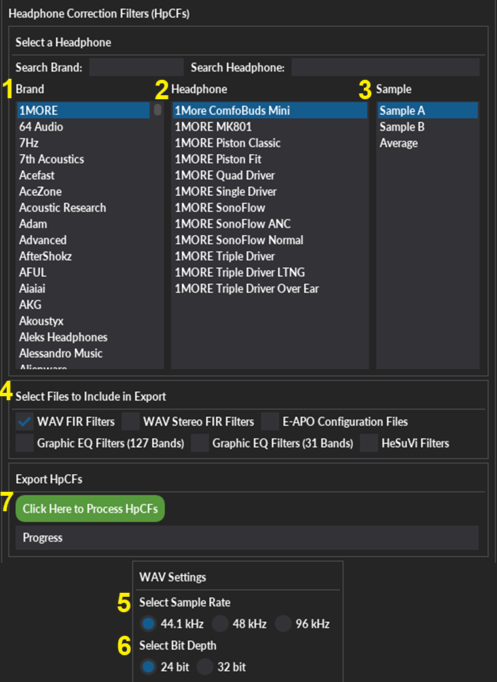 Headphone Correction Filters (HpCFs)
Select a Headphone
Search Brand: Search Headphone:
1 Brand
1MORE
64 Audio
7Hz
7th Acoustics
Acefast
AceZone
Acoustic Research
Adam
Advanced
AfterShokz
AFUL
Aiaiai
AKG
Akoustyx
Aleks Headphones
Alessandro Music
Alienware
2 Headphone
1More ComfoBuds Mini
1MORE MK801
1MORE Piston Classic
1MORE Piston Fit
1MORE Quad Driver
1MORE Single Driver
1MORE SonoFlow
1MORE SonoFlow ANC
1MORE SonoFlow Normal
1MORE Triple Driver
1MORE Triple Driver LTNG
1MORE Triple Driver Over Ear
3 Sample
Sample A
Sample B
Average
4 Select Files to Include in Export
WAV FIR Filters WAV Stereo FIR Filters E-APO Configuration Files
Graphic EQ Filters (127 Bands) Graphic EQ Filters (31 Bands) HeSuVi Filters
Export HpCFs
7 Click Here to Process HpCFs
Progress
WAV Settings
5 Select Sample Rate
44.1 kHz 48 kHz 96 kHz
6 Select Bit Depth
24 bit 32 bit